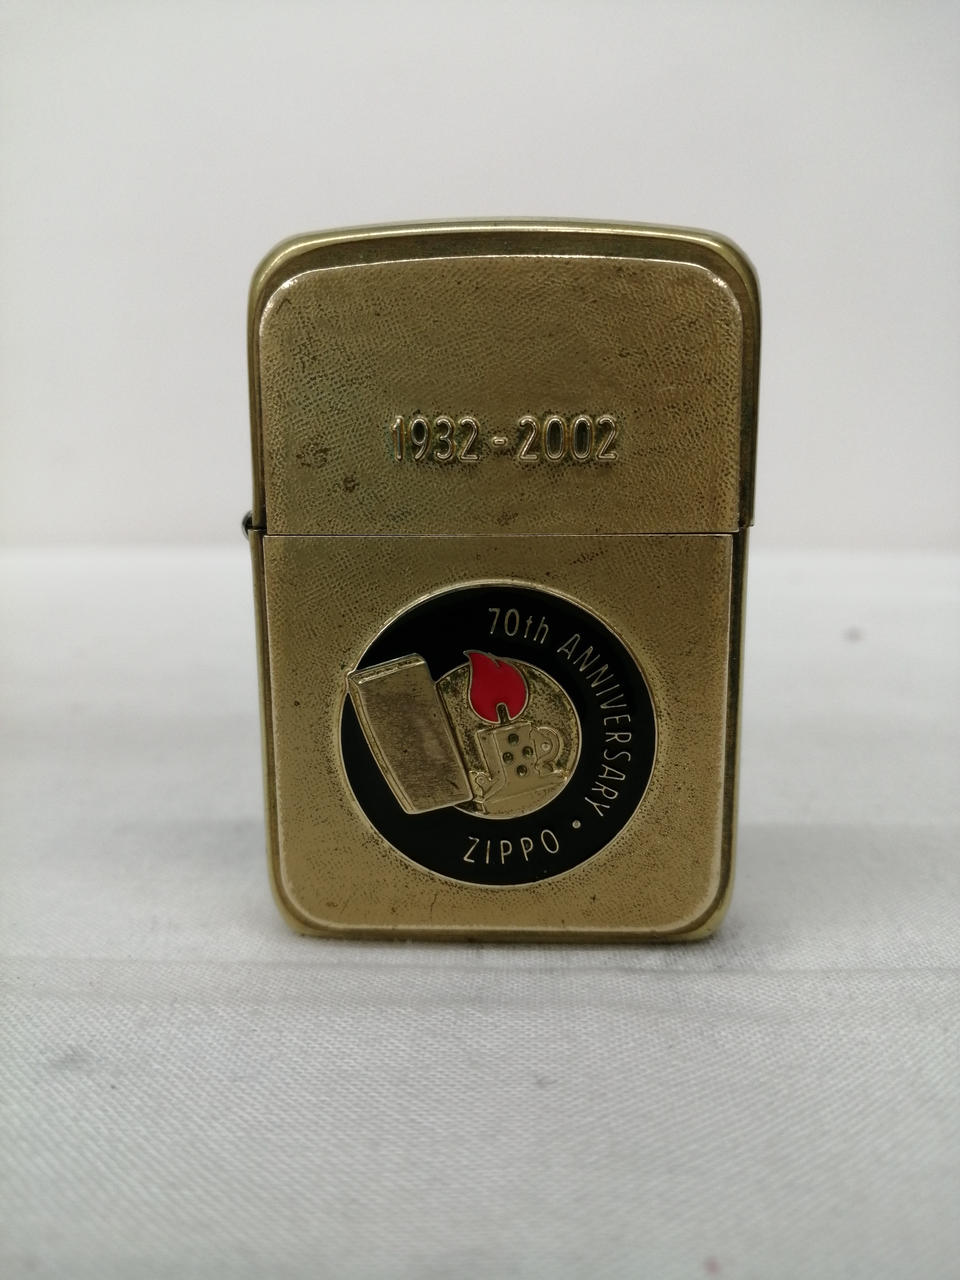 1932-2002
70th ANNIVERSARY •
ZIPPO